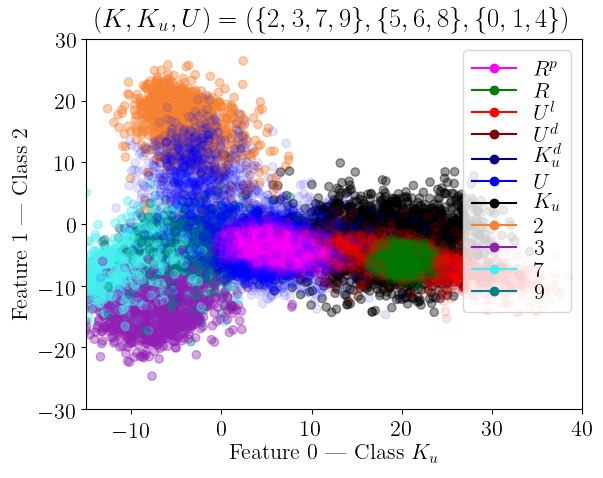 (K, K_u, U) = ({2, 3, 7, 9}, {5, 6, 8}, {0, 1, 4})
30
20
10
0
−10
−20
−30
Feature 1 — Class 2
R^p
R
U^l
U^d
K_u^d
U
K_u
2
3
7
9
−10 0 10 20 30 40
Feature 0 — Class K_u